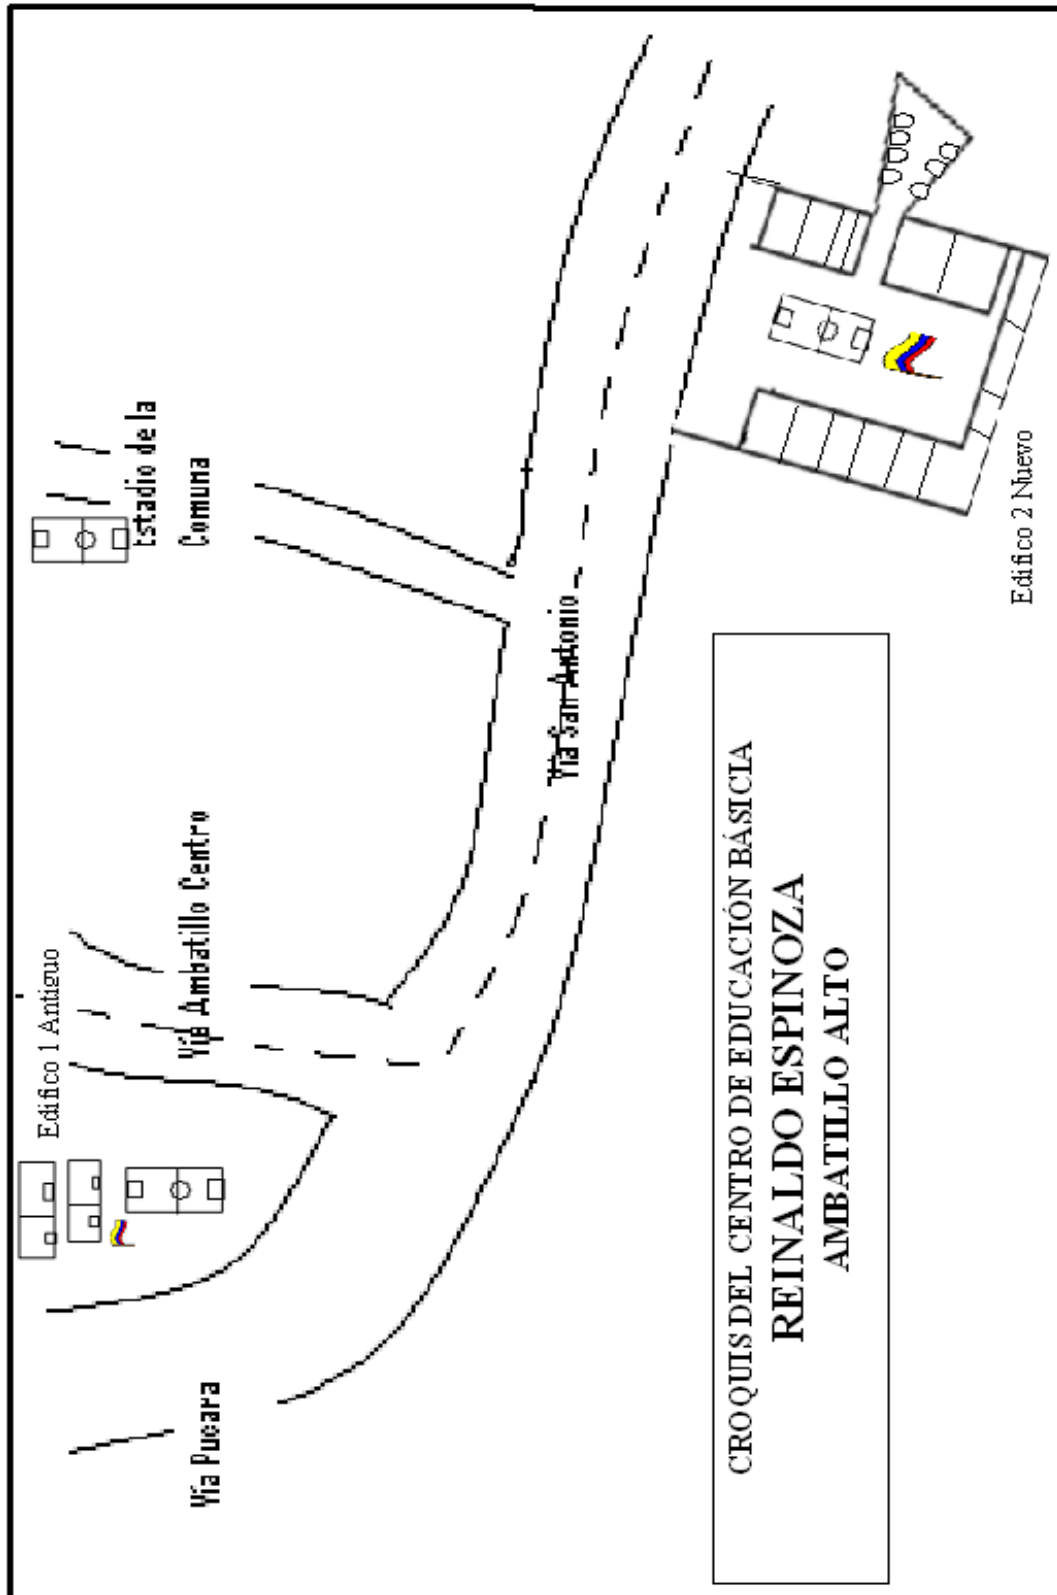 Edifico 1 Antiguo
Vía Ambatillo Centro
Estadio de la
Comuna
Vía Pucara
Vía San Antonio
Edifico 2 Nuevo
CROQUIS DEL CENTRO DE EDUCACIÓN BÁSICIA
REINALDO ESPINOZA
AMBATILLO ALTO